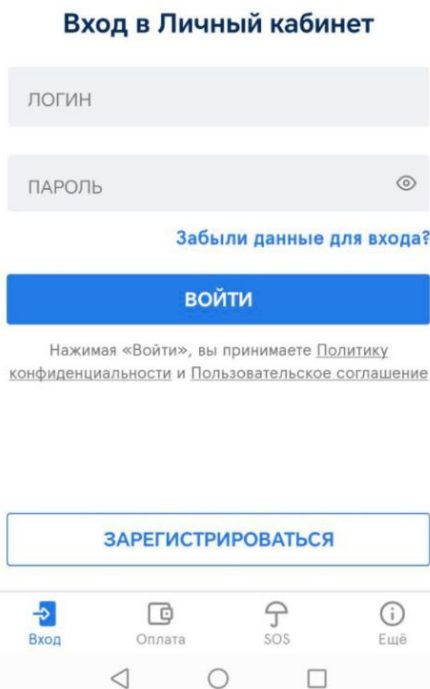 Вход в Личный кабинет
ЛОГИН
ПАРОЛЬ
Забыли данные для входа?
ВОЙТИ
Нажимая «Войти», вы принимаете Политику
конфиденциальности и Пользовательское соглашение
ЗАРЕГИСТРИРОВАТЬСЯ
Вход Оплата SOS Ещё